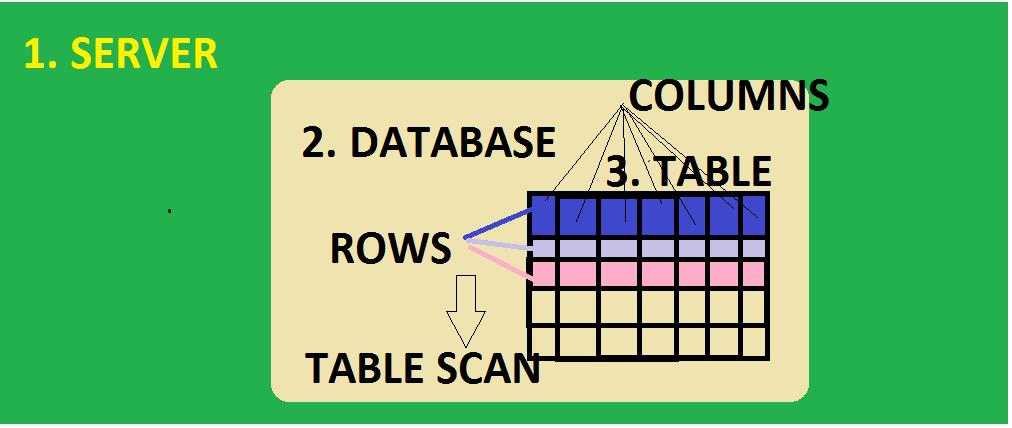 1. SERVER
COLUMNS
2. DATABASE
3. TABLE
ROWS
TABLE SCAN